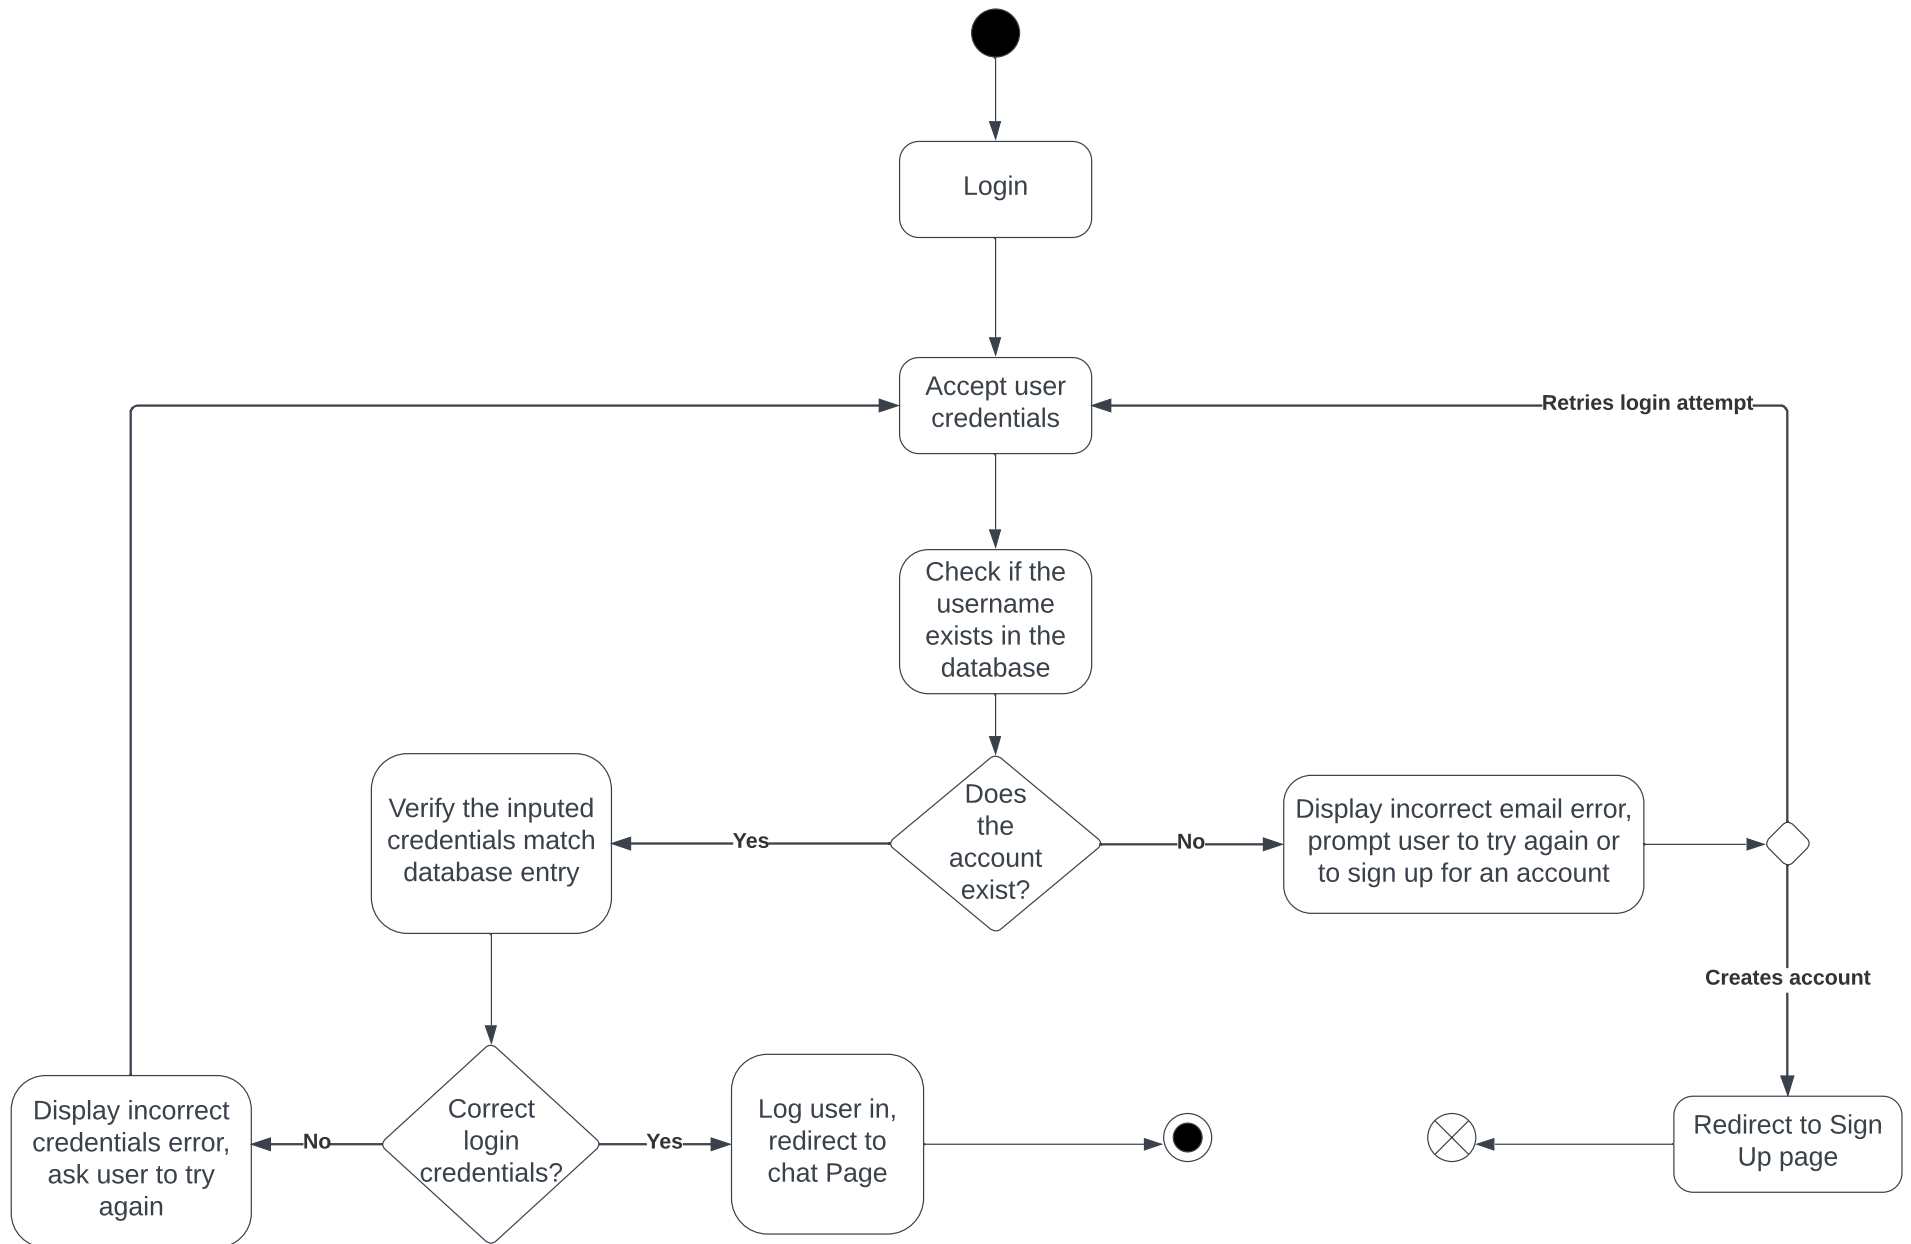 Login
Accept user
credentials
Retries login attempt
Check if the
username
exists in the
database
Verify the inputed
credentials match
database entry
Yes
Does
the
account
exist?
No
Display incorrect email error,
prompt user to try again or
to sign up for an account
Creates account
Display incorrect
credentials error,
ask user to try
again
No
Correct
login
credentials?
Yes
Log user in,
redirect to
chat Page
Redirect to Sign
Up page